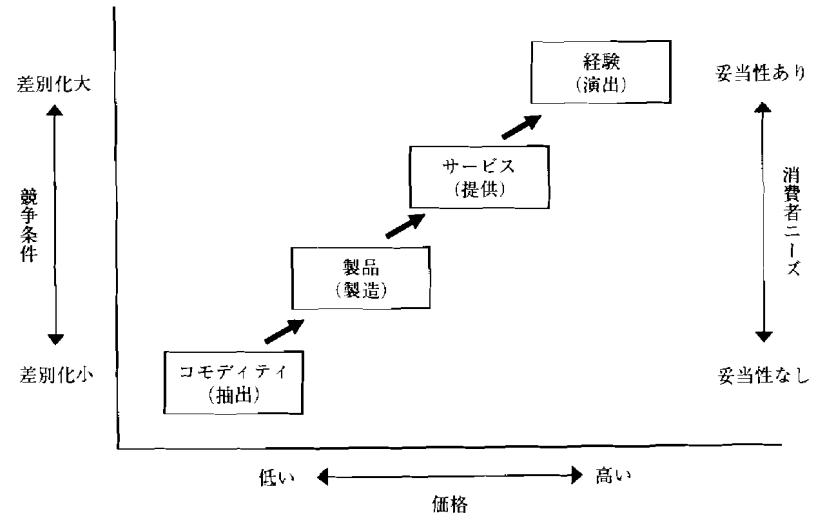 経験
(演出)
差別化大
妥当性あり
サービス
(提供)
競争条件
消費者ニーズ
製品
(製造)
コモディティ
(抽出)
差別化小
妥当性なし
低い
高い
価格